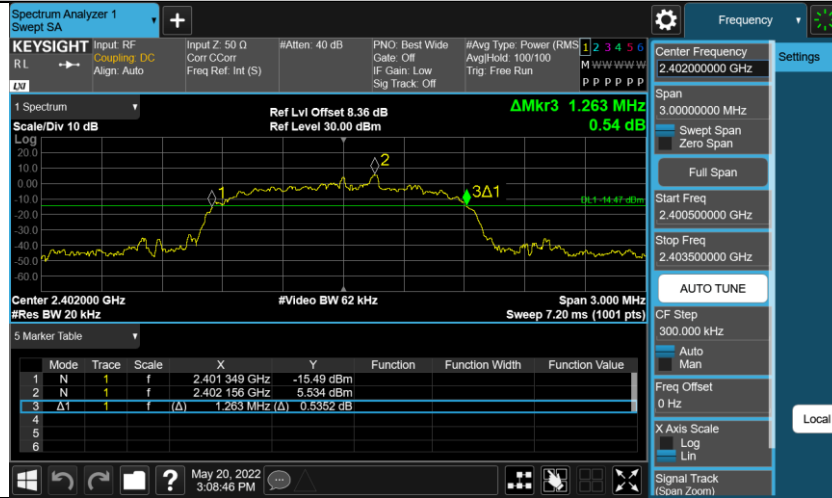 Spectrum Analyzer 1
Swept SA
+
Frequency
KEYSIGHT
RL
LXI
Input: RF
Coupling: DC
Align: Auto
Input Z: 50 Ω
Corr CCorr
Freq Ref: Int (S)
#Atten: 40 dB
PNO: Best Wide
Gate: Off
IF Gain: Low
Sig Track: Off
#Avg Type: Power (RMS
Avg|Hold: 100/100
Trig: Free Run
1 2 3 4 5 6
M W W W W W
P P P P P P
1 Spectrum
Scale/Div 10 dB
Ref Lvl Offset 8.36 dB
Ref Level 30.00 dBm
ΔMkr3 1.263 MHz
0.54 dB
Log
20.0
10.0
0.00
-10.0
-20.0
-30.0
-40.0
-50.0
-60.0
1
2
3Δ1
DL1 -14.47 dBm
Center 2.402000 GHz
#Video BW 62 kHz
Span 3.000 MHz
#Res BW 20 kHz
Sweep 7.20 ms (1001 pts)
5 Marker Table
Mode Trace Scale X Y Function Function Width Function Value
1 N 1 f 2.401 349 GHz -15.49 dBm
2 N 1 f 2.402 156 GHz 5.534 dBm
3 Δ1 1 f (Δ) 1.263 MHz (Δ) 0.5352 dB
4
5
6
?
May 20, 2022
3:08:46 PM
Center Frequency
2.402000000 GHz
Span
3.00000000 MHz
Swept Span
Zero Span
Full Span
Start Freq
2.400500000 GHz
Stop Freq
2.403500000 GHz
AUTO TUNE
CF Step
300.000 kHz
Auto
Man
Freq Offset
0 Hz
X Axis Scale
Log
Lin
Signal Track
(Span Zoom)
Settings
Local